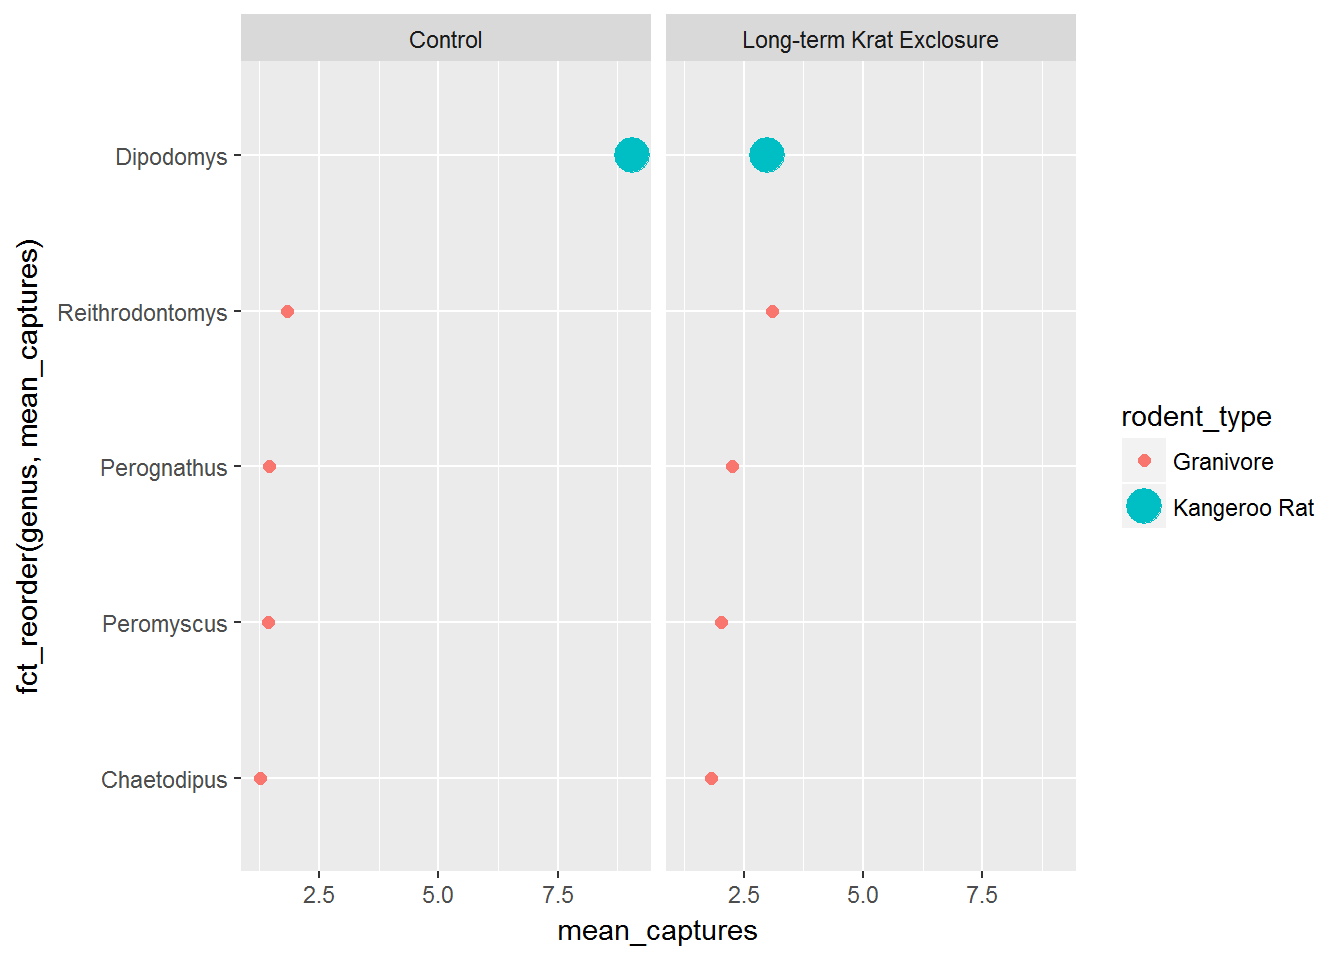 Control
Long-term Krat Exclosure
fct_reorder(genus, mean_captures)
Dipodomys
Reithrodontomys
Perognathus
Peromyscus
Chaetodipus
2.5
5.0
7.5
2.5
5.0
7.5
mean_captures
rodent_type
Granivore
Kangeroo Rat